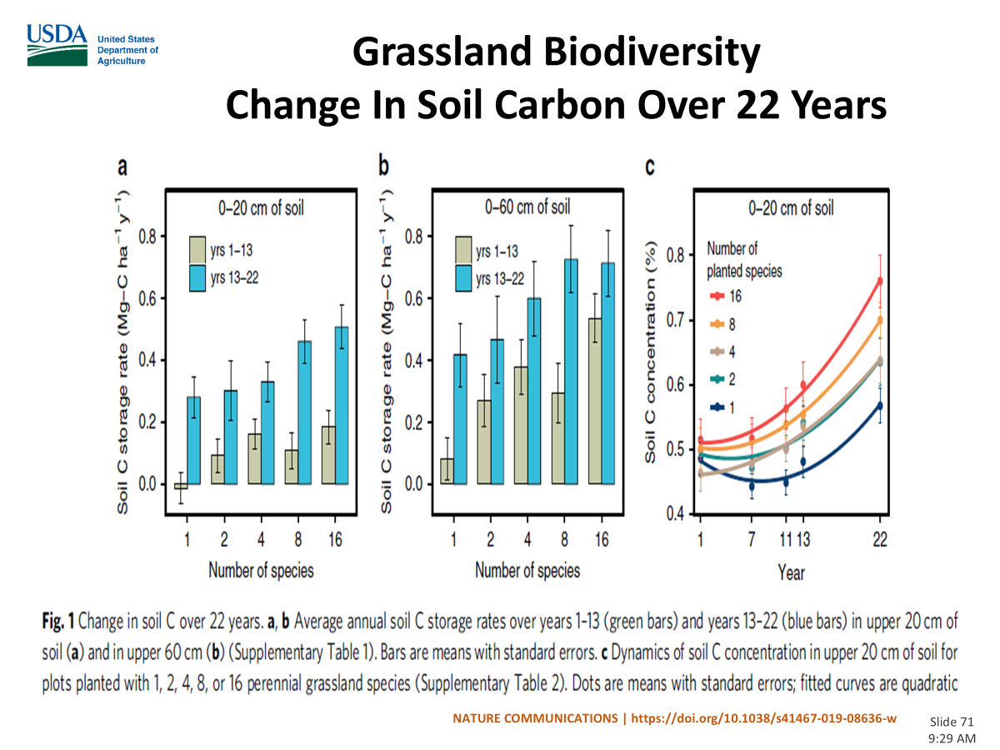 USDA
United States
Department of
Agriculture
Grassland Biodiversity
Change In Soil Carbon Over 22 Years
a
Soil C storage rate (Mg–C ha⁻¹ y⁻¹)
0–20 cm of soil
yrs 1–13
yrs 13–22
0.8
0.6
0.4
0.2
0.0
1 2 4 8 16
Number of species
b
Soil C storage rate (Mg–C ha⁻¹ y⁻¹)
0–60 cm of soil
yrs 1–13
yrs 13–22
0.8
0.6
0.4
0.2
0.0
1 2 4 8 16
Number of species
c
Soil C concentration (%)
0–20 cm of soil
Number of
planted species
16
8
4
2
1
0.8
0.7
0.6
0.5
0.4
1 7 11 13 22
Year
Fig. 1 Change in soil C over 22 years. a, b Average annual soil C storage rates over years 1-13 (green bars) and years 13-22 (blue bars) in upper 20 cm of
soil (a) and in upper 60 cm (b) (Supplementary Table 1). Bars are means with standard errors. c Dynamics of soil C concentration in upper 20 cm of soil for
plots planted with 1, 2, 4, 8, or 16 perennial grassland species (Supplementary Table 2). Dots are means with standard errors; fitted curves are quadratic
NATURE COMMUNICATIONS | https://doi.org/10.1038/s41467-019-08636-w
Slide 71
9:29 AM